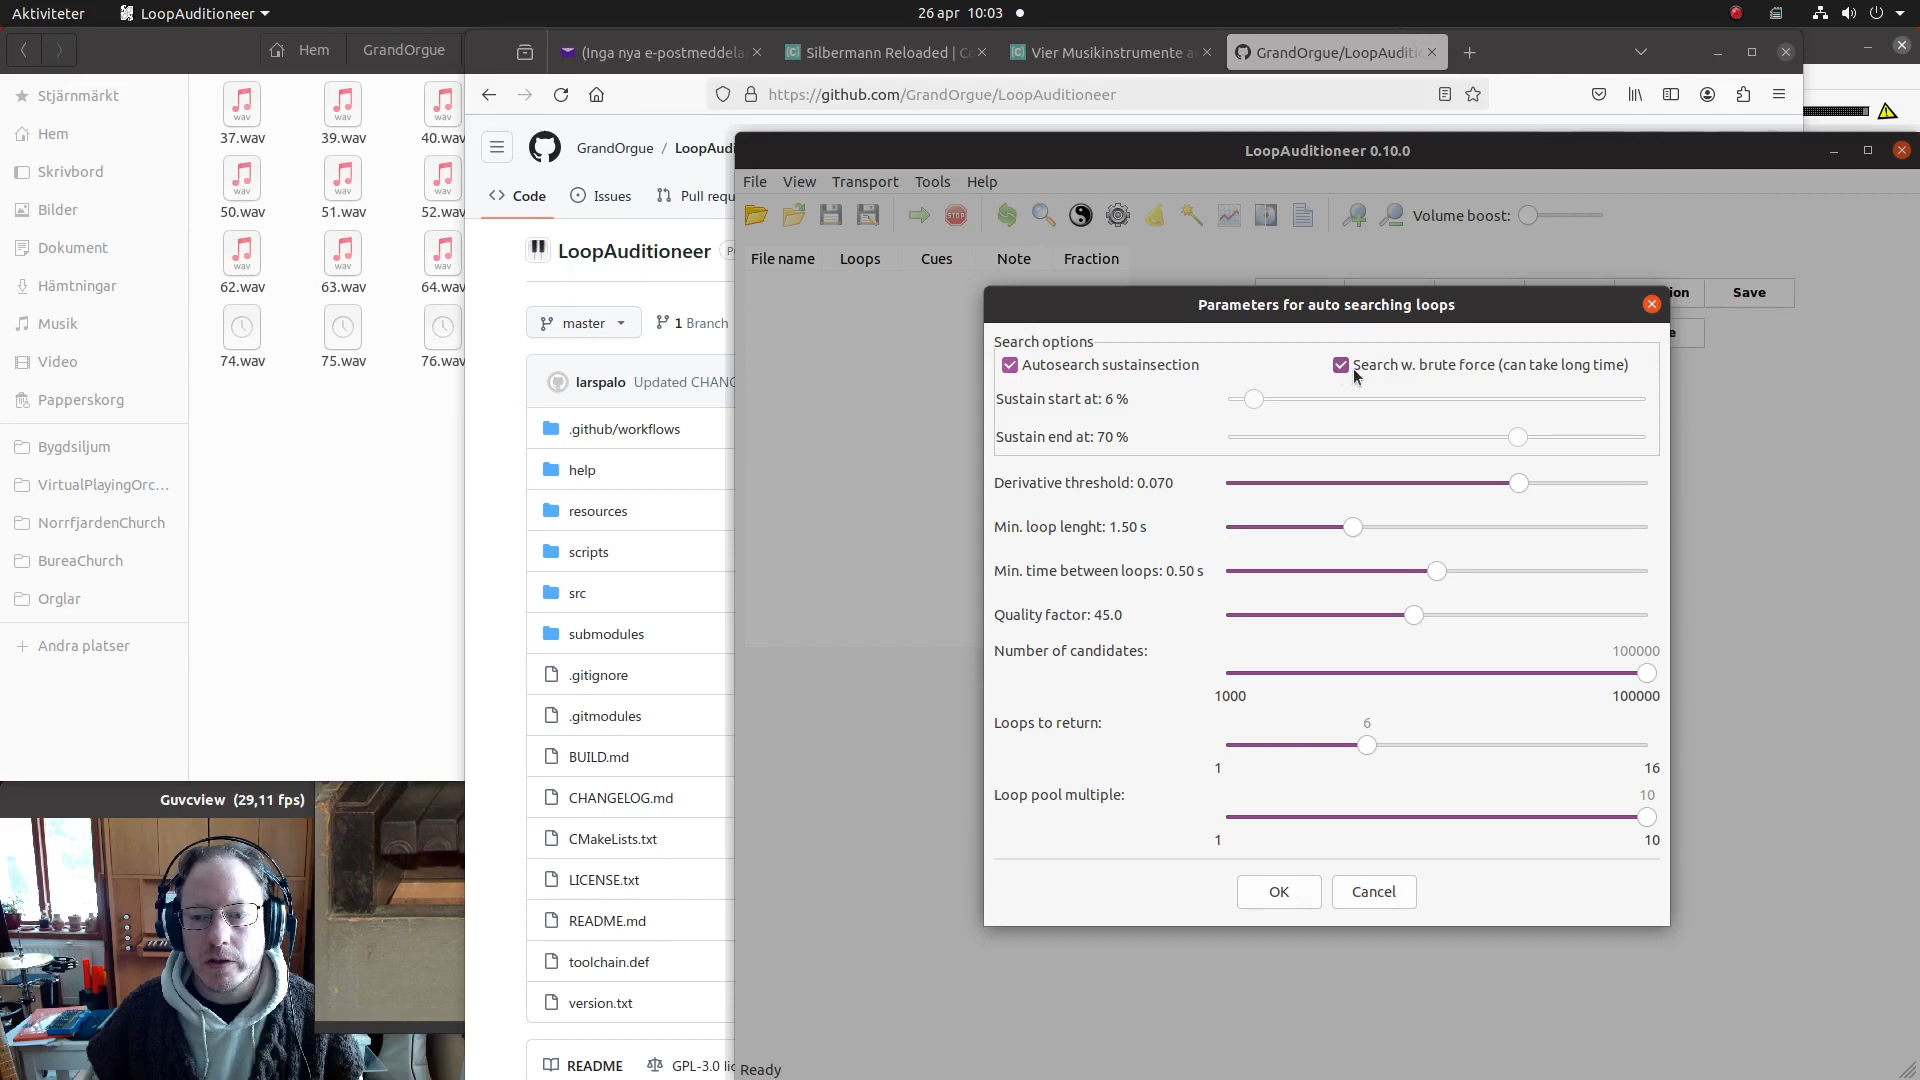 Aktiviteter
LoopAuditioneer
26 apr 10:03
Hem
GrandOrgue
Stjärnmärkt
Hem
Skrivbord
Bilder
Dokument
Hämtningar
Musik
Video
Papperskorg
Bygdsiljum
VirtualPlayingOrc...
NorrfjardenChurch
BureaChurch
Orglar
Andra platser
37.wav
39.wav
40.wav
50.wav
51.wav
52.wav
62.wav
63.wav
64.wav
74.wav
75.wav
76.wav
(Inga nya e-postmeddela
Silbermann Reloaded | Co
Vier Musikinstrumente a
GrandOrgue/LoopAuditic
https://github.com/GrandOrgue/LoopAuditioneer
GrandOrgue / LoopAudi
Code
Issues
Pull requ
LoopAuditioneer
master
1 Branch
larspalo Updated CHANG
.github/workflows
help
resources
scripts
src
submodules
.gitignore
.gitmodules
BUILD.md
CHANGELOG.md
CMakeLists.txt
LICENSE.txt
README.md
toolchain.def
version.txt
README
GPL-3.0 lic
LoopAuditioneer 0.10.0
File View Transport Tools Help
STOP
Volume boost:
File name Loops Cues Note Fraction
ion
Save
Parameters for auto searching loops
Search options
Autosearch sustainsection
Search w. brute force (can take long time)
Sustain start at: 6 %
Sustain end at: 70 %
Derivative threshold: 0.070
Min. loop lenght: 1.50 s
Min. time between loops: 0.50 s
Quality factor: 45.0
Number of candidates:
100000
1000
100000
Loops to return:
6
1
16
Loop pool multiple:
10
1
10
OK
Cancel
Ready
Guvcview (29,11 fps)